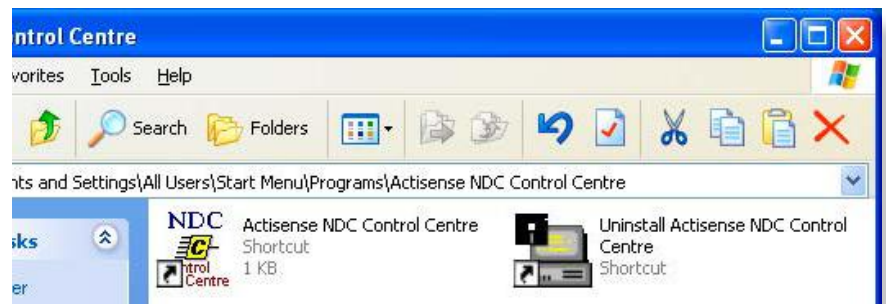 ntrol Centre
vorites Tools Help
Search Folders
nts and Settings\All Users\Start Menu\Programs\Actisense NDC Control Centre
sks
NDC
C
ntrol
Centre
Actisense NDC Control Centre
Shortcut
1 KB
Uninstall Actisense NDC Control
Centre
Shortcut
er